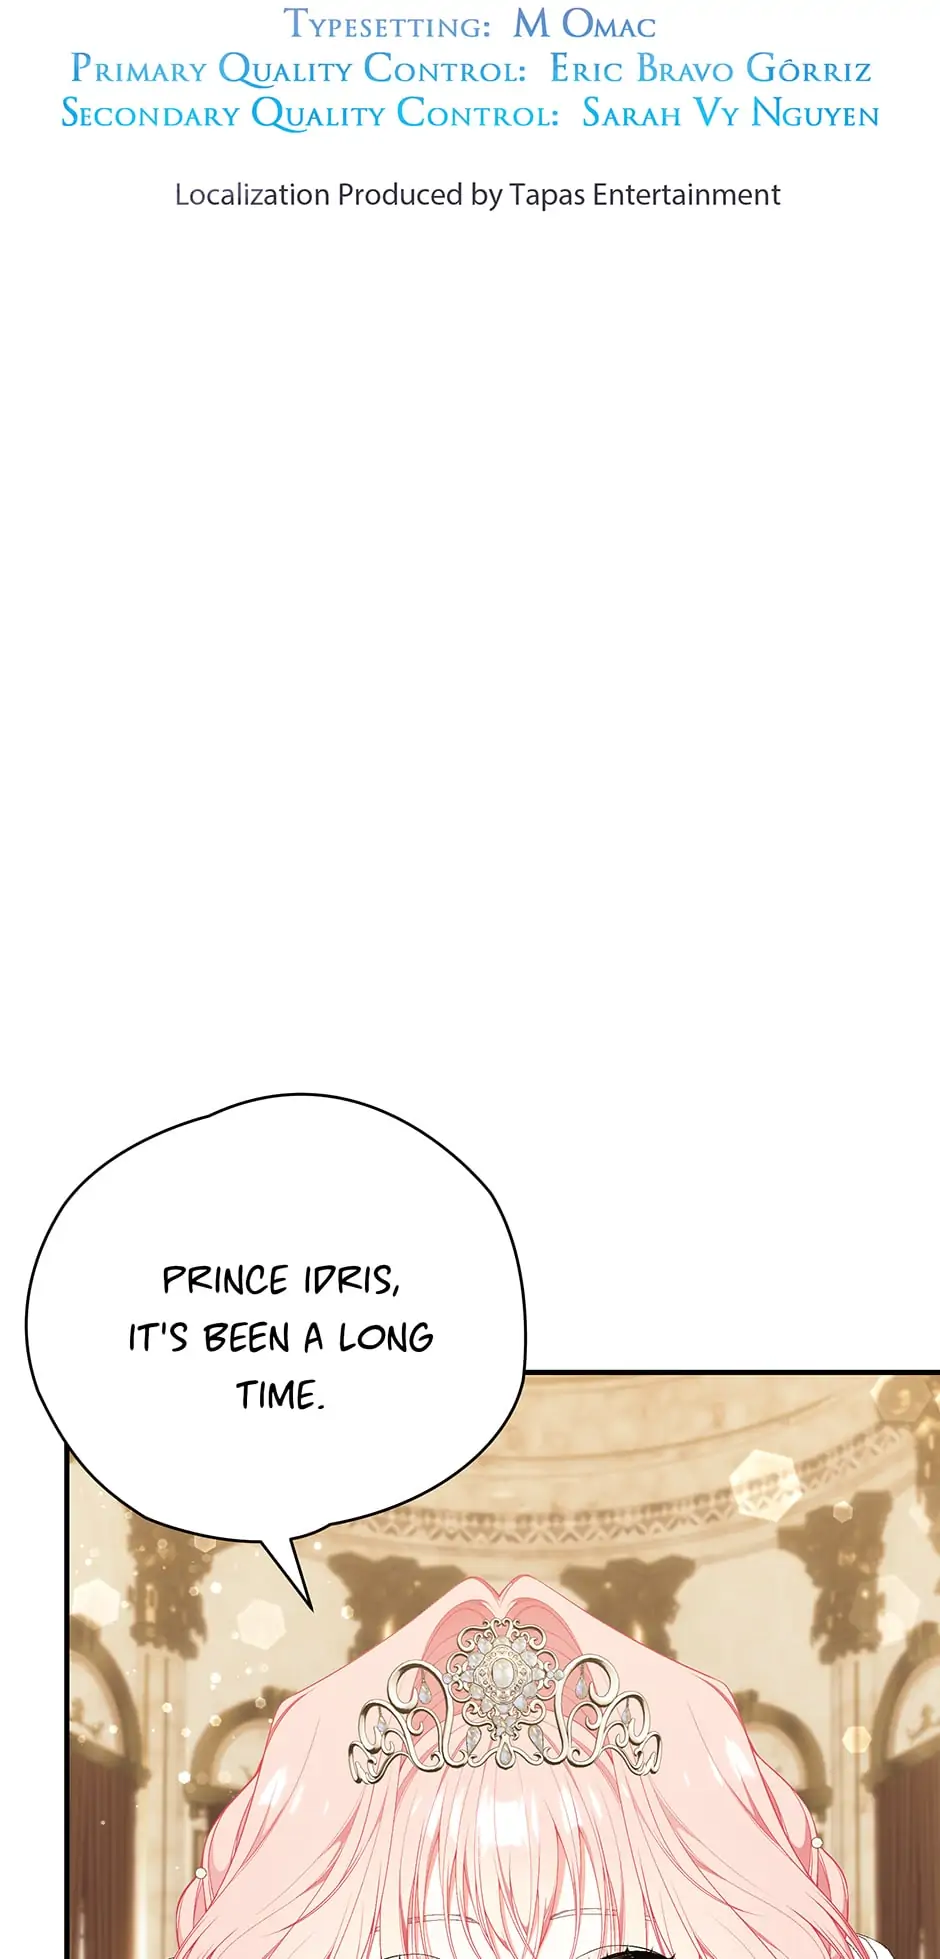 Typesetting: M Omac
Primary Quality Control: Eric Bravo Górriz
Secondary Quality Control: Sarah Vy Nguyen
Localization Produced by Tapas Entertainment
PRINCE IDRIS,
IT'S BEEN A LONG
TIME.